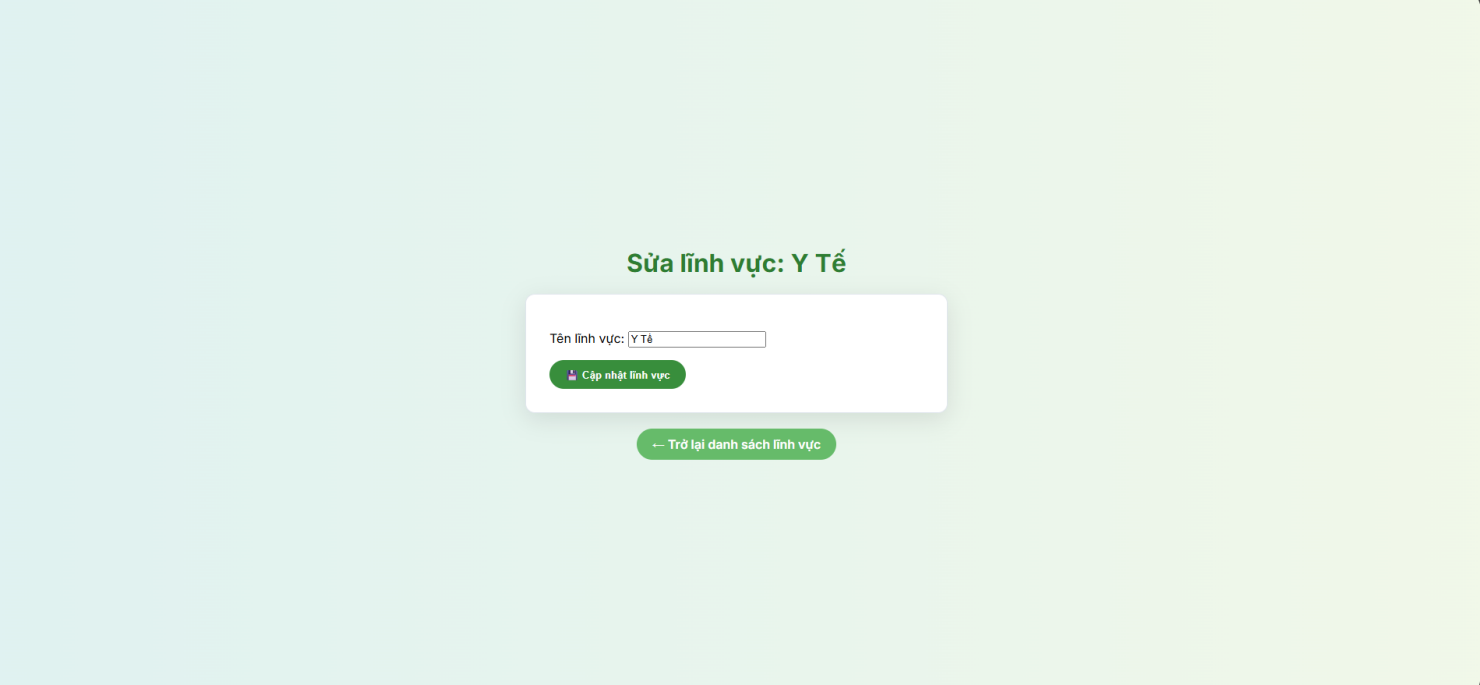 Sửa lĩnh vực: Y Tế
Tên lĩnh vực: Y Tế
💾 Cập nhật lĩnh vực
← Trở lại danh sách lĩnh vực